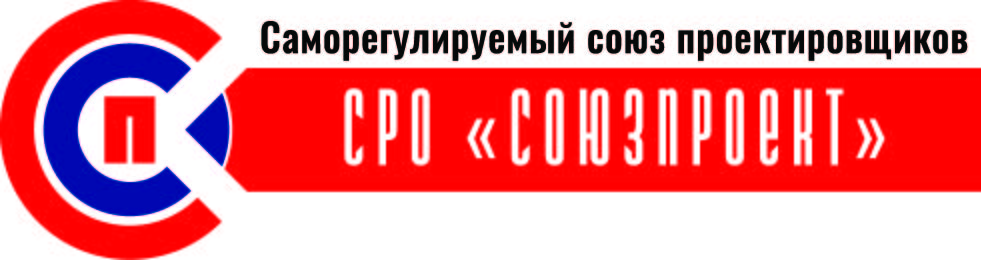 Саморегулируемый союз проектировщиков
СРО «СОЮЗПРОЕКТ»
П